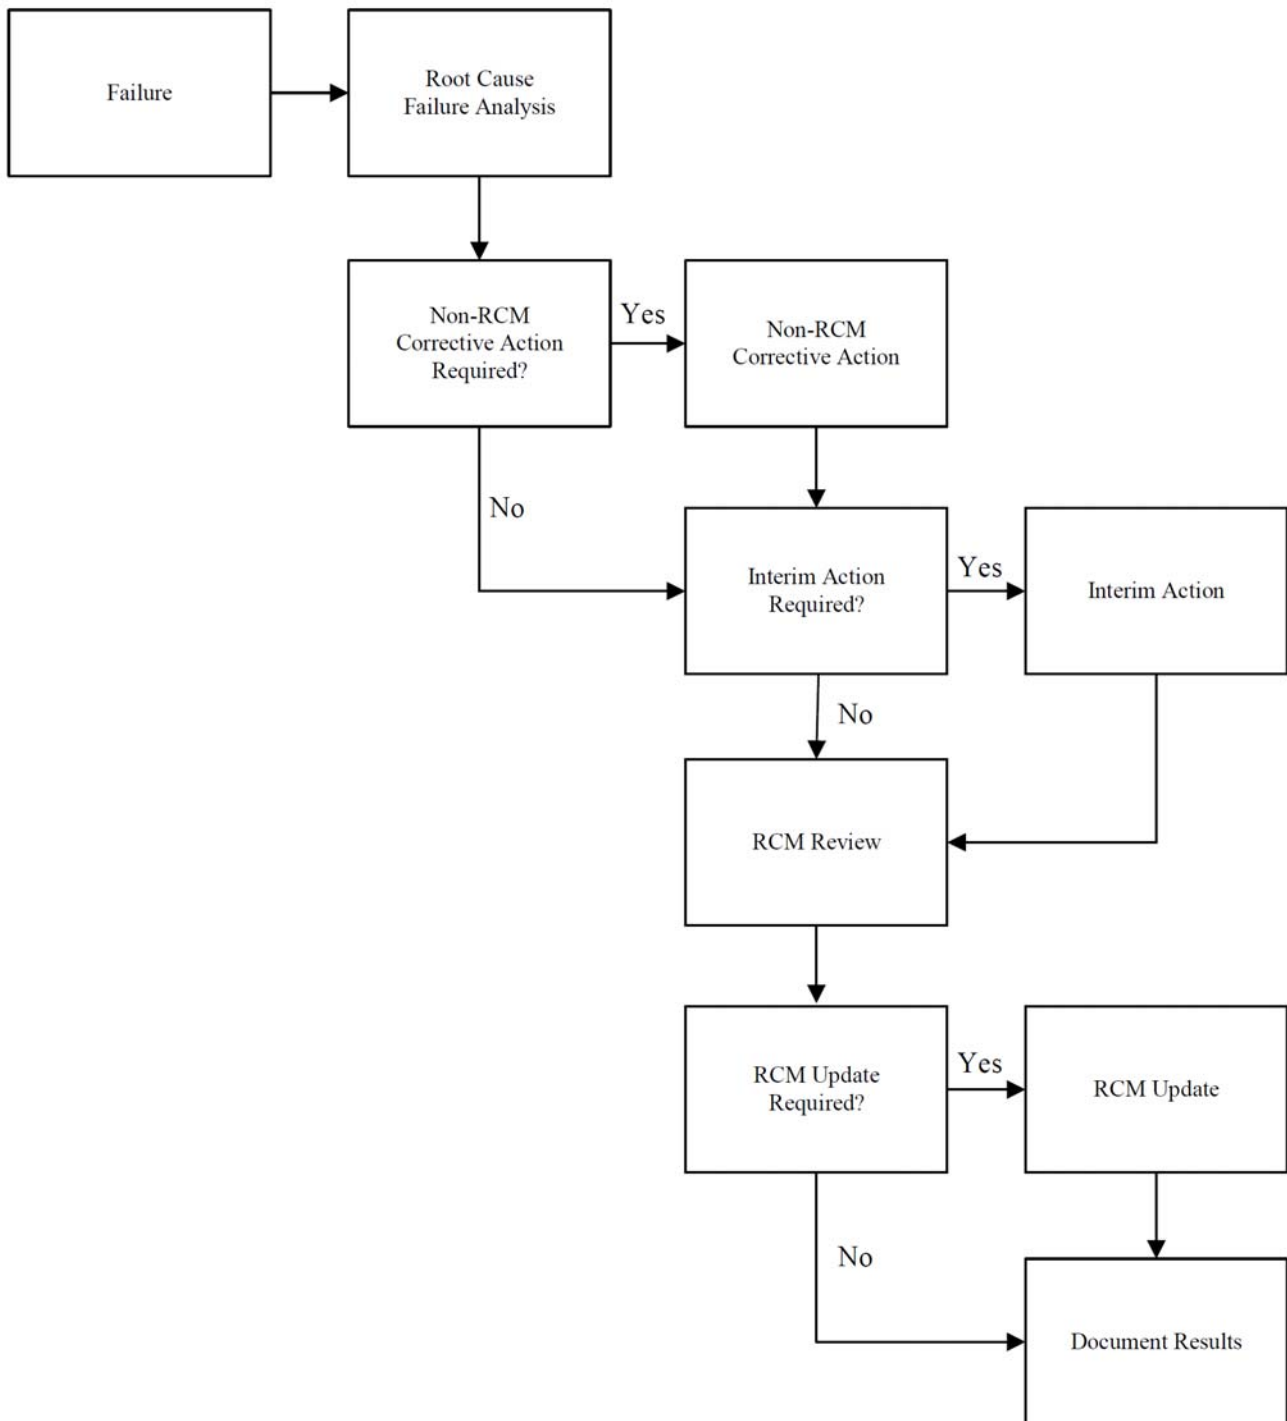 Failure
Root Cause
Failure Analysis
Non-RCM
Corrective Action
Required?
Yes
Non-RCM
Corrective Action
No
Interim Action
Required?
Yes
Interim Action
No
RCM Review
RCM Update
Required?
Yes
RCM Update
No
Document Results